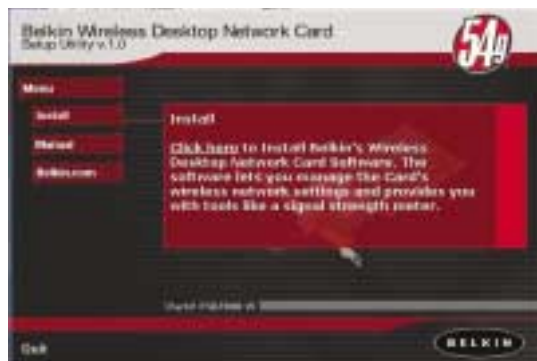 Belkin Wireless Desktop Network Card
Setup Utility v.1.0
54g
Menu
Install
Manual
Belkin.com
Install
Click here to Install Belkin's Wireless
Desktop Network Card Software. The
software lets you manage the Card's
wireless network settings and provides you
with tools like a signal strength meter.
Quit
BELKIN